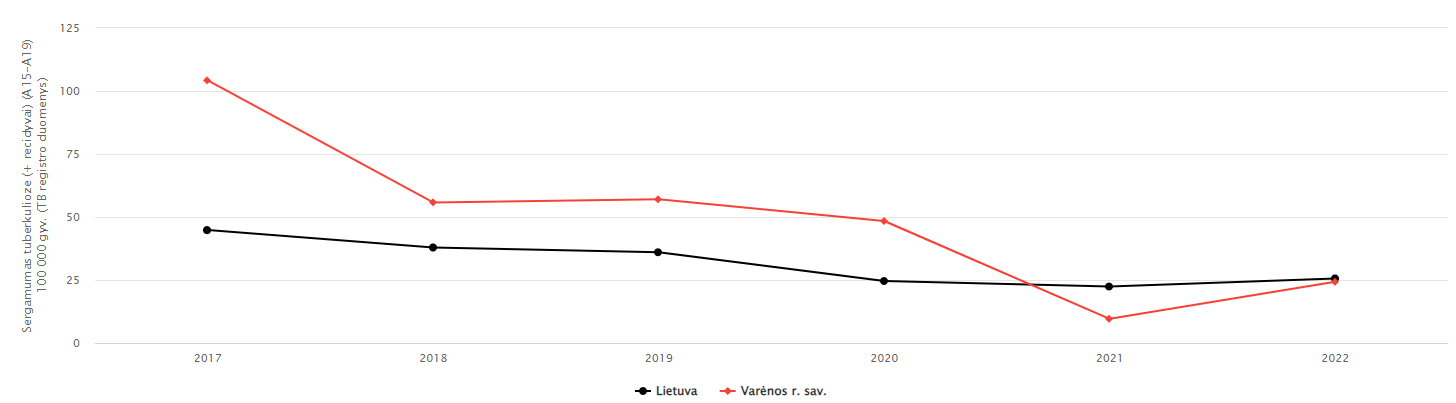 Sergamumas tuberkulioze (+ recidyvai) (A15-A19)
100 000 gyv. (TB registro duomenys)
125
100
75
50
25
0
2017 2018 2019 2020 2021 2022
Lietuva Varėnos r. sav.